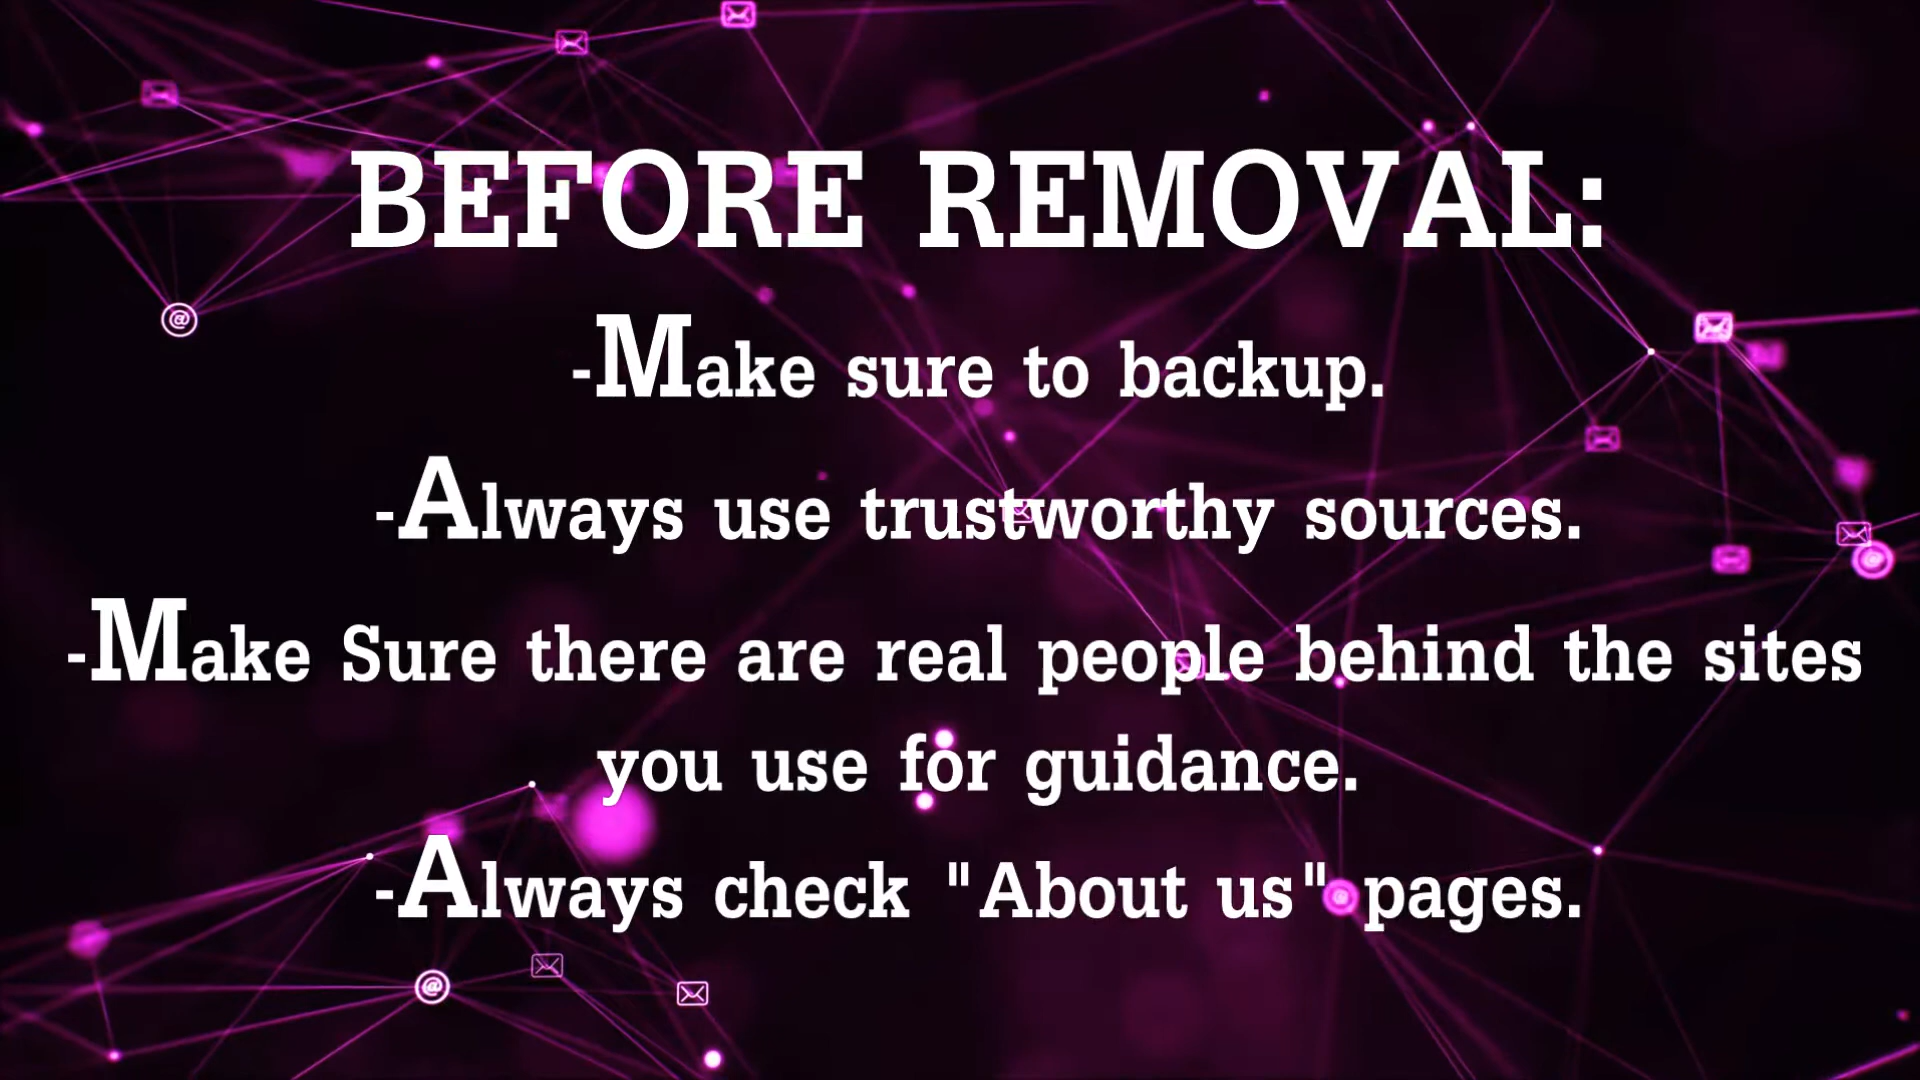 BEFORE REMOVAL:
-Make sure to backup.
-Always use trustworthy sources.
-Make Sure there are real people behind the sites
you use for guidance.
-Always check "About us" pages.